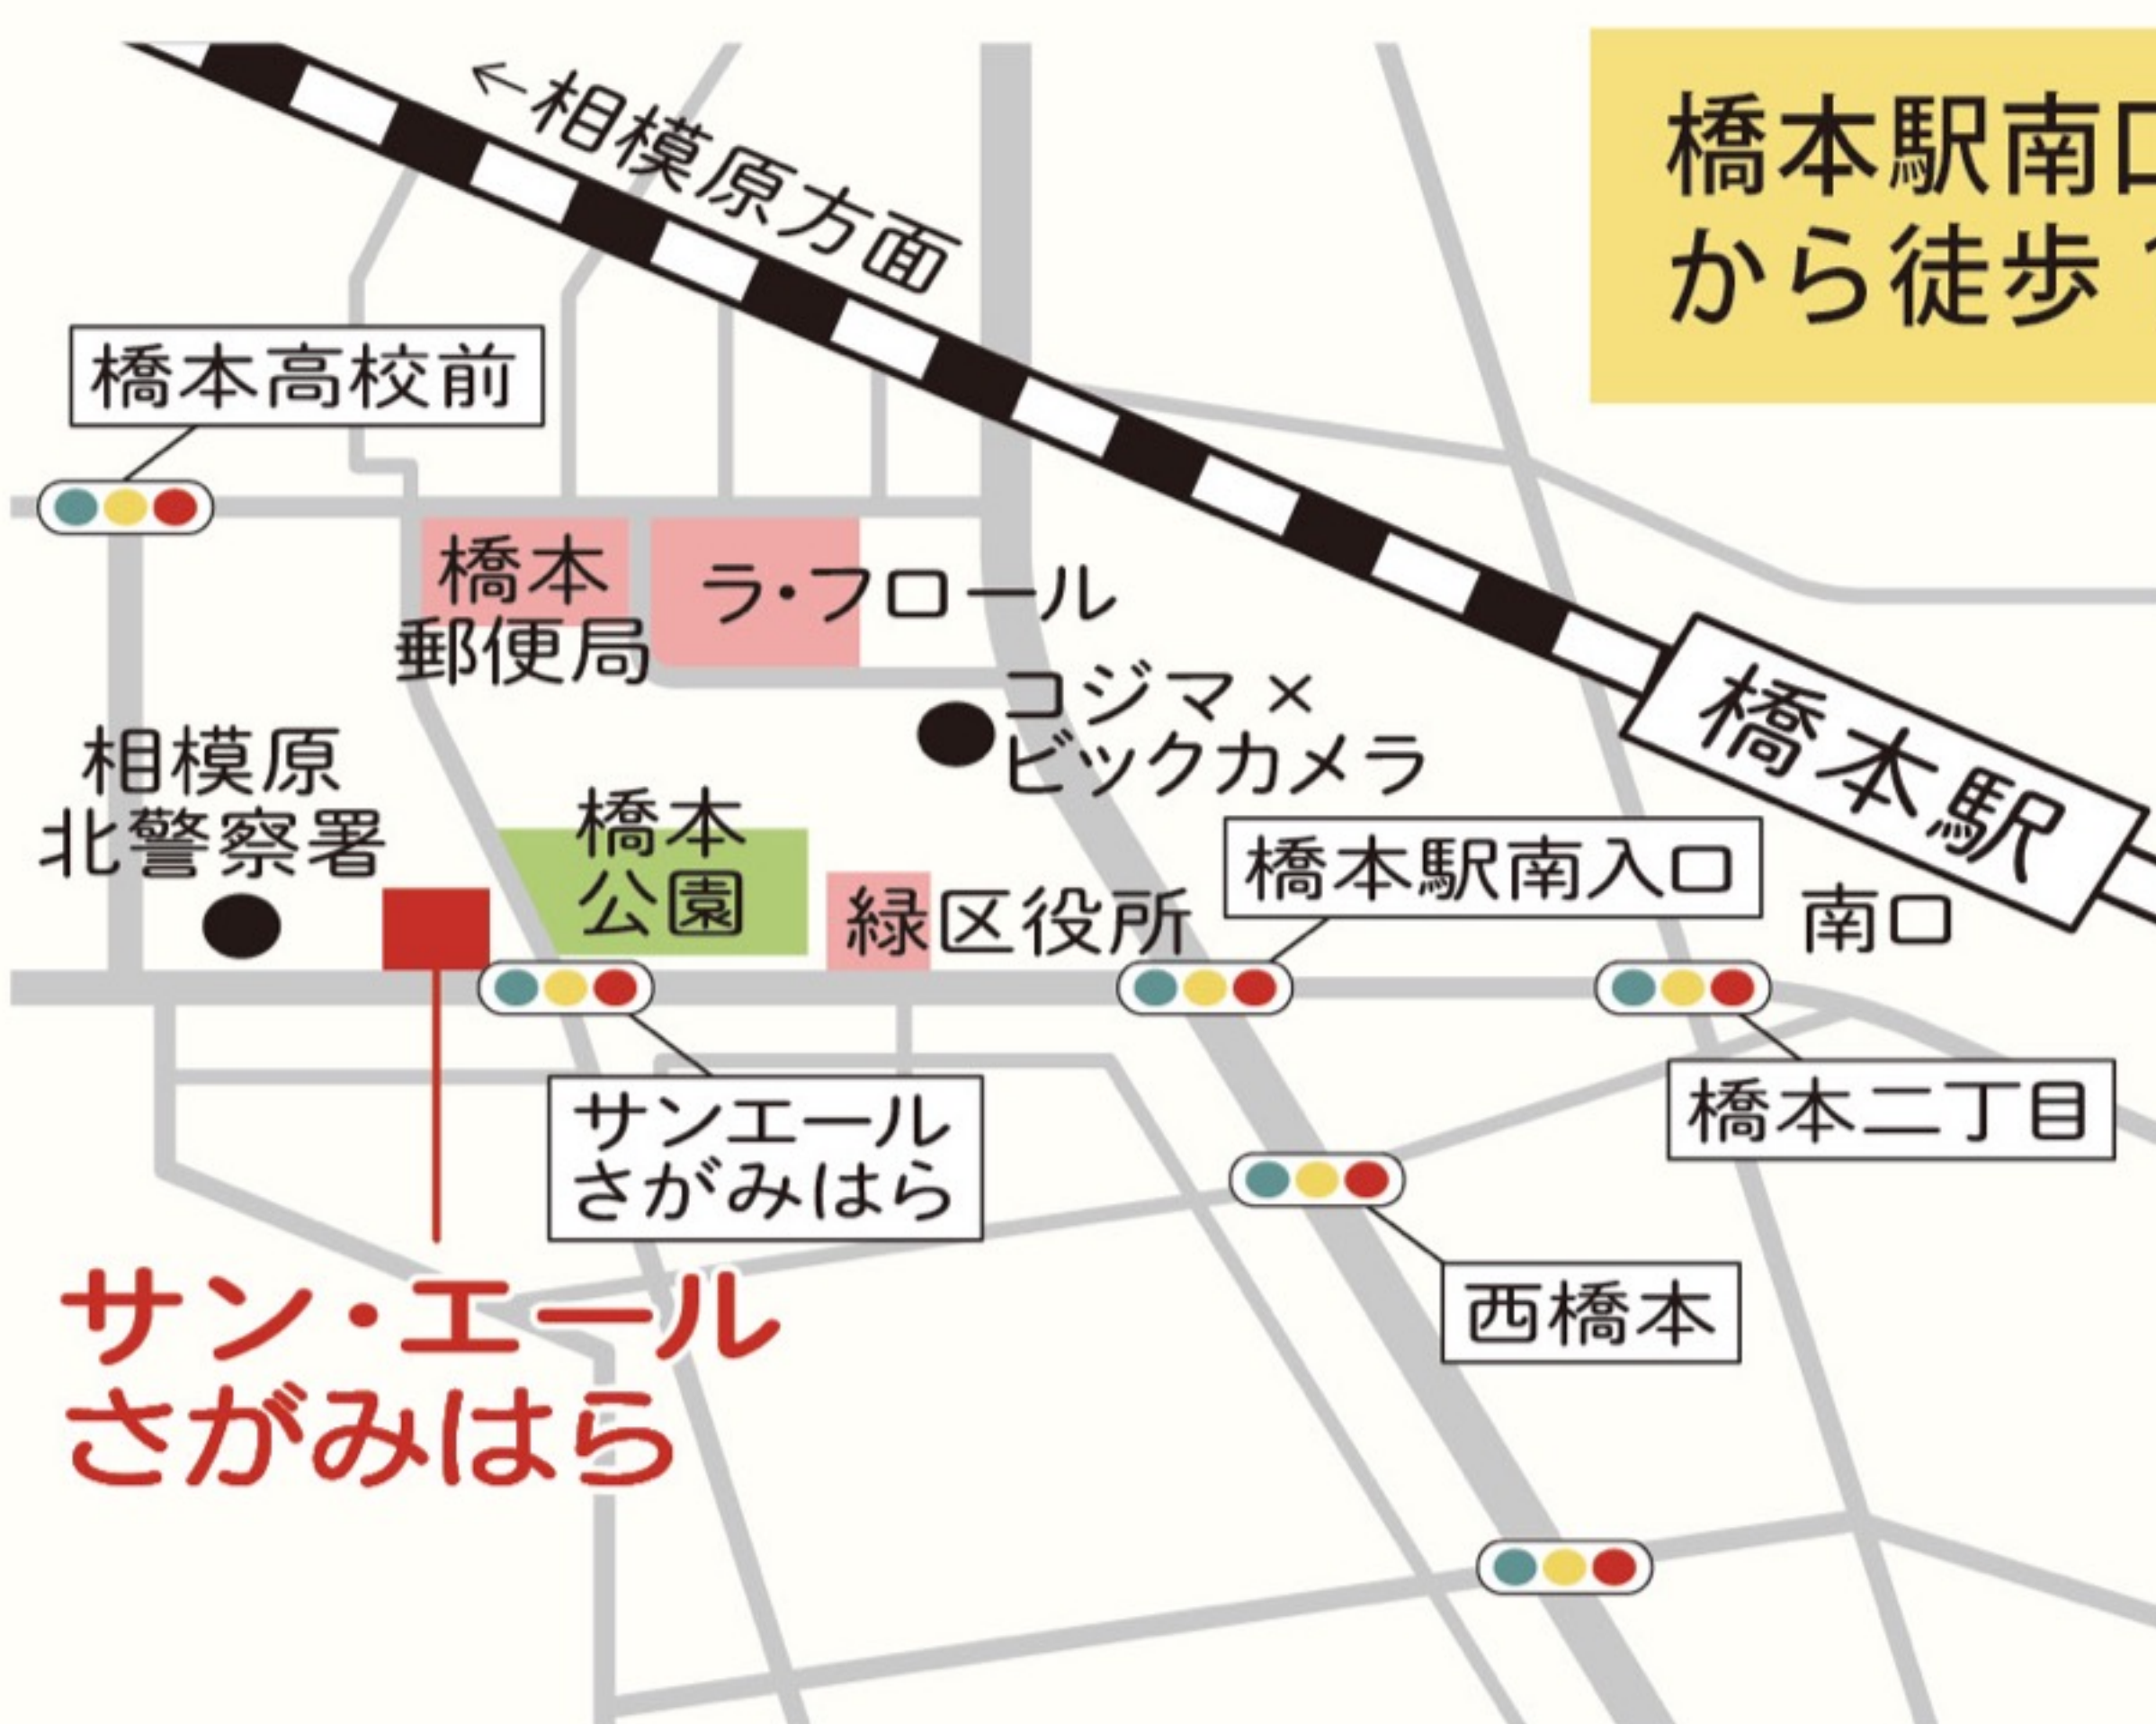 ←相模原方面
橋本駅南口
から徒歩
橋本高校前
橋本
郵便局
ラ・フロール
コジマ×
ビックカメラ
橋本駅
相模原
北警察署
橋本
公園
緑区役所
橋本駅南入口
南口
サンエール
さがみはら
橋本二丁目
西橋本
サン・エール
さがみはら